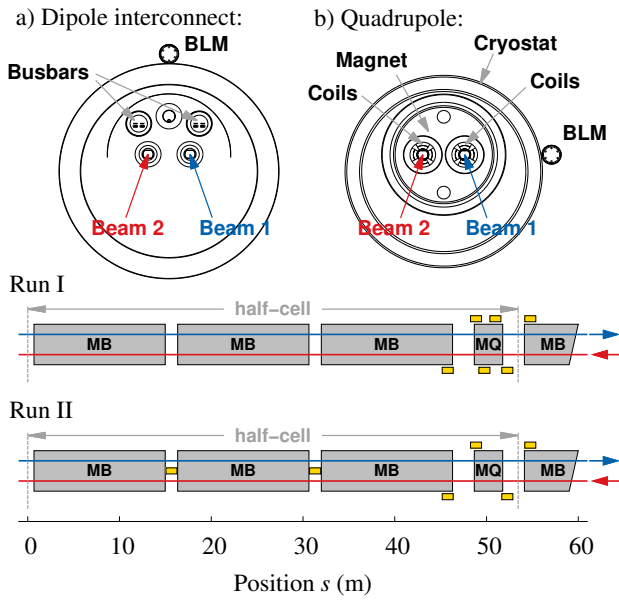 a) Dipole interconnect:
b) Quadrupole:
BLM
Busbars
Cryostat
Magnet
Coils
Coils
BLM
Beam 2
Beam 1
Beam 2
Beam 1
Run I
half−cell
MB
MB
MB
MQ
MB
Run II
half−cell
MB
MB
MB
MQ
MB
0 10 20 30 40 50 60
Position s (m)